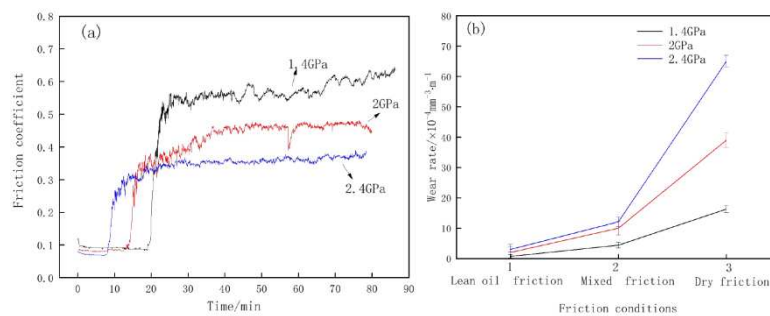 (a)
0.8
0.7
0.6
0.5
0.4
0.3
0.2
0.1
0.0
Friction coefficient
1.4GPa
2GPa
2.4GPa
0 10 20 30 40 50 60 70 80 90
Time/min
(b)
80
70
60
50
40
30
20
10
0
Wear rate/×10⁻⁴mm⁻³·m⁻¹
1.4GPa
2GPa
2.4GPa
1 2 3
Lean oil friction Mixed friction Dry friction
Friction conditions